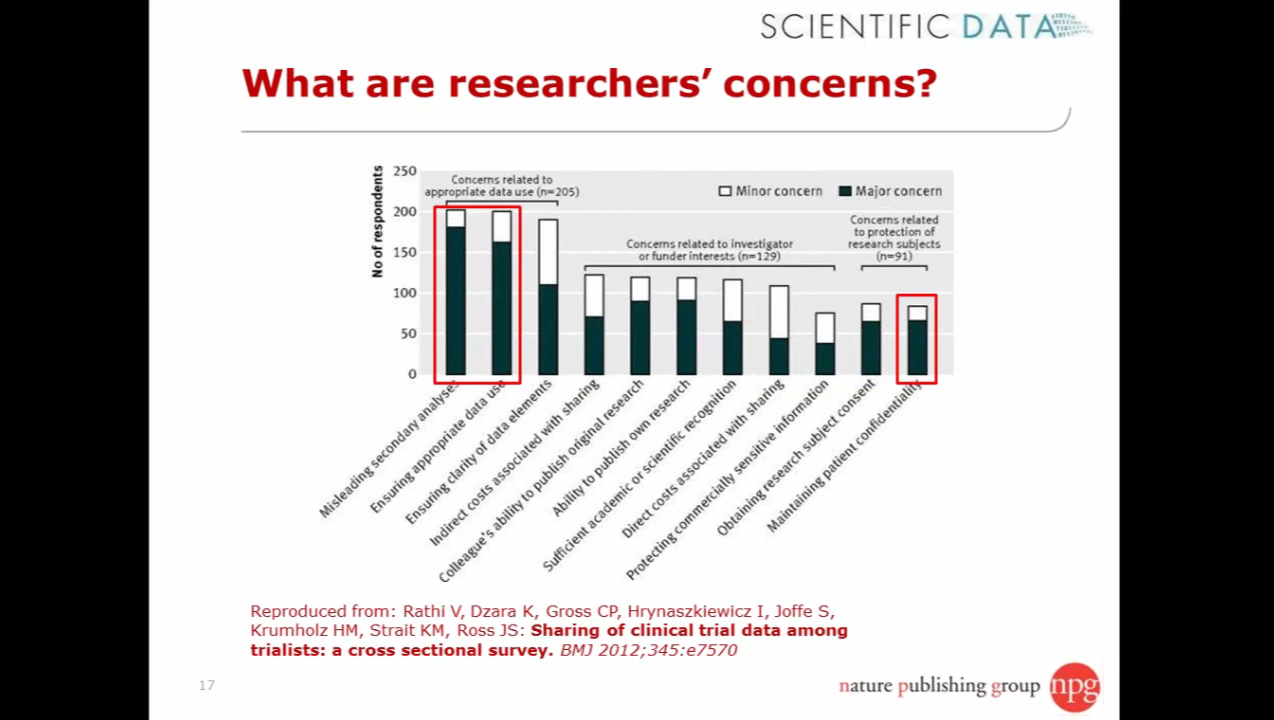 SCIENTIFIC DATA
What are researchers’ concerns?
No of respondents
250
200
150
100
50
0
Concerns related to
appropriate data use (n=205)
Minor concern
Major concern
Concerns related to investigator
or funder interests (n=129)
Concerns related
to protection of
research subjects
(n=91)
Misleading secondary analyses
Ensuring appropriate data use
Ensuring clarity of data elements
Indirect costs associated with sharing
Colleague's ability to publish original research
Ability to publish own research
Sufficient academic or scientific recognition
Direct costs associated with sharing
Protecting commercially sensitive information
Obtaining research subject consent
Maintaining patient confidentiality
Reproduced from: Rathi V, Dzara K, Gross CP, Hrynaszkiewicz I, Joffe S,
Krumholz HM, Strait KM, Ross JS: Sharing of clinical trial data among
trialists: a cross sectional survey. BMJ 2012;345:e7570
17
nature publishing group npg